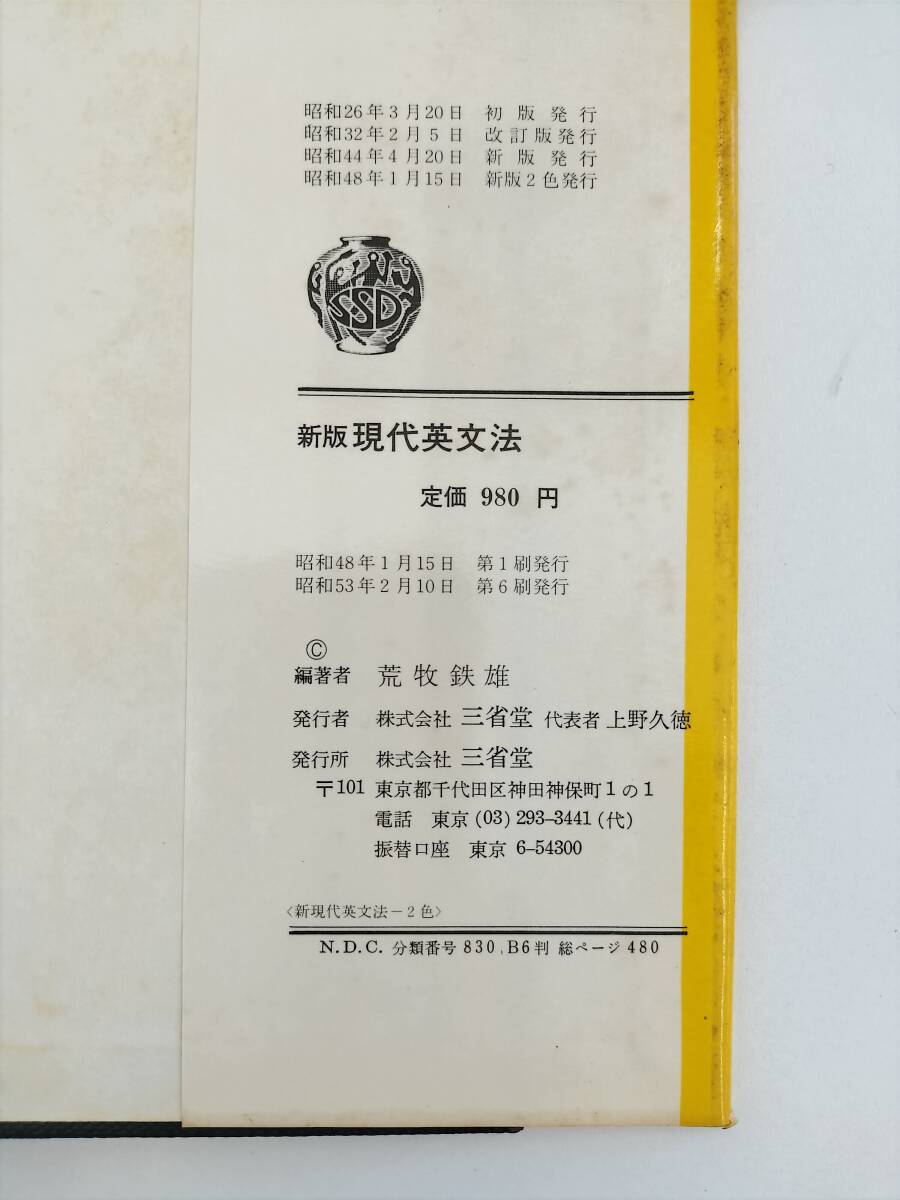 昭和26年3月20日 初版発行
昭和32年2月5日 改訂版発行
昭和44年4月20日 新版発行
昭和48年1月15日 新版2色発行
SSD
新版 現代英文法
定価 980 円
昭和48年1月15日 第1刷発行
昭和53年2月10日 第6刷発行
©
編著者 荒牧鉄雄
発行者 株式会社 三省堂 代表者 上野久徳
発行所 株式会社 三省堂
〒101 東京都千代田区神田神保町1の1
電話 東京 (03) 293-3441 (代)
振替口座 東京 6-54300
〈新現代英文法－2色〉
N.D.C. 分類番号 830, B6判 総ページ 480